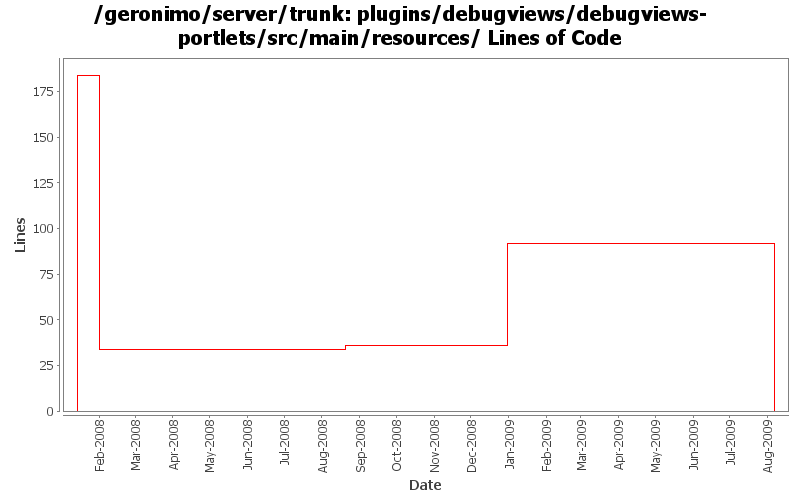 /geronimo/server/trunk: plugins/debugviews/debugviews-
portlets/src/main/resources/ Lines of Code
Lines
175
150
125
100
75
50
25
0
Feb-2008
Mar-2008
Apr-2008
May-2008
Jun-2008
Jul-2008
Aug-2008
Sep-2008
Oct-2008
Nov-2008
Dec-2008
Jan-2009
Feb-2009
Mar-2009
Apr-2009
May-2009
Jun-2009
Jul-2009
Aug-2009
Date